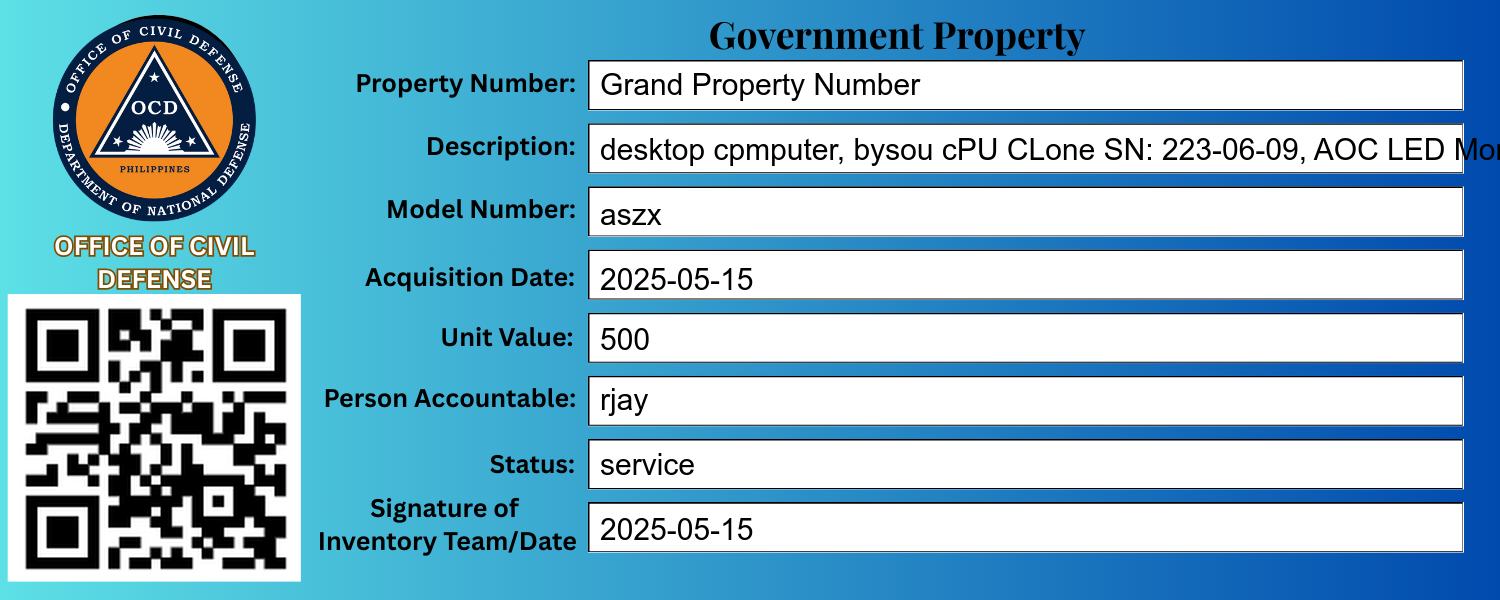 OFFICE OF CIVIL DEFENSE
DEPARTMENT OF NATIONAL DEFENSE
OCD
PHILIPPINES
OFFICE OF CIVIL
DEFENSE
Government Property
Property Number: Grand Property Number
Description: desktop cpmputer, bysou cPU CLone SN: 223-06-09, AOC LED
Model Number: aszx
Acquisition Date: 2025-05-15
Unit Value: 500
Person Accountable: rjay
Status: service
Signature of
Inventory Team/Date 2025-05-15